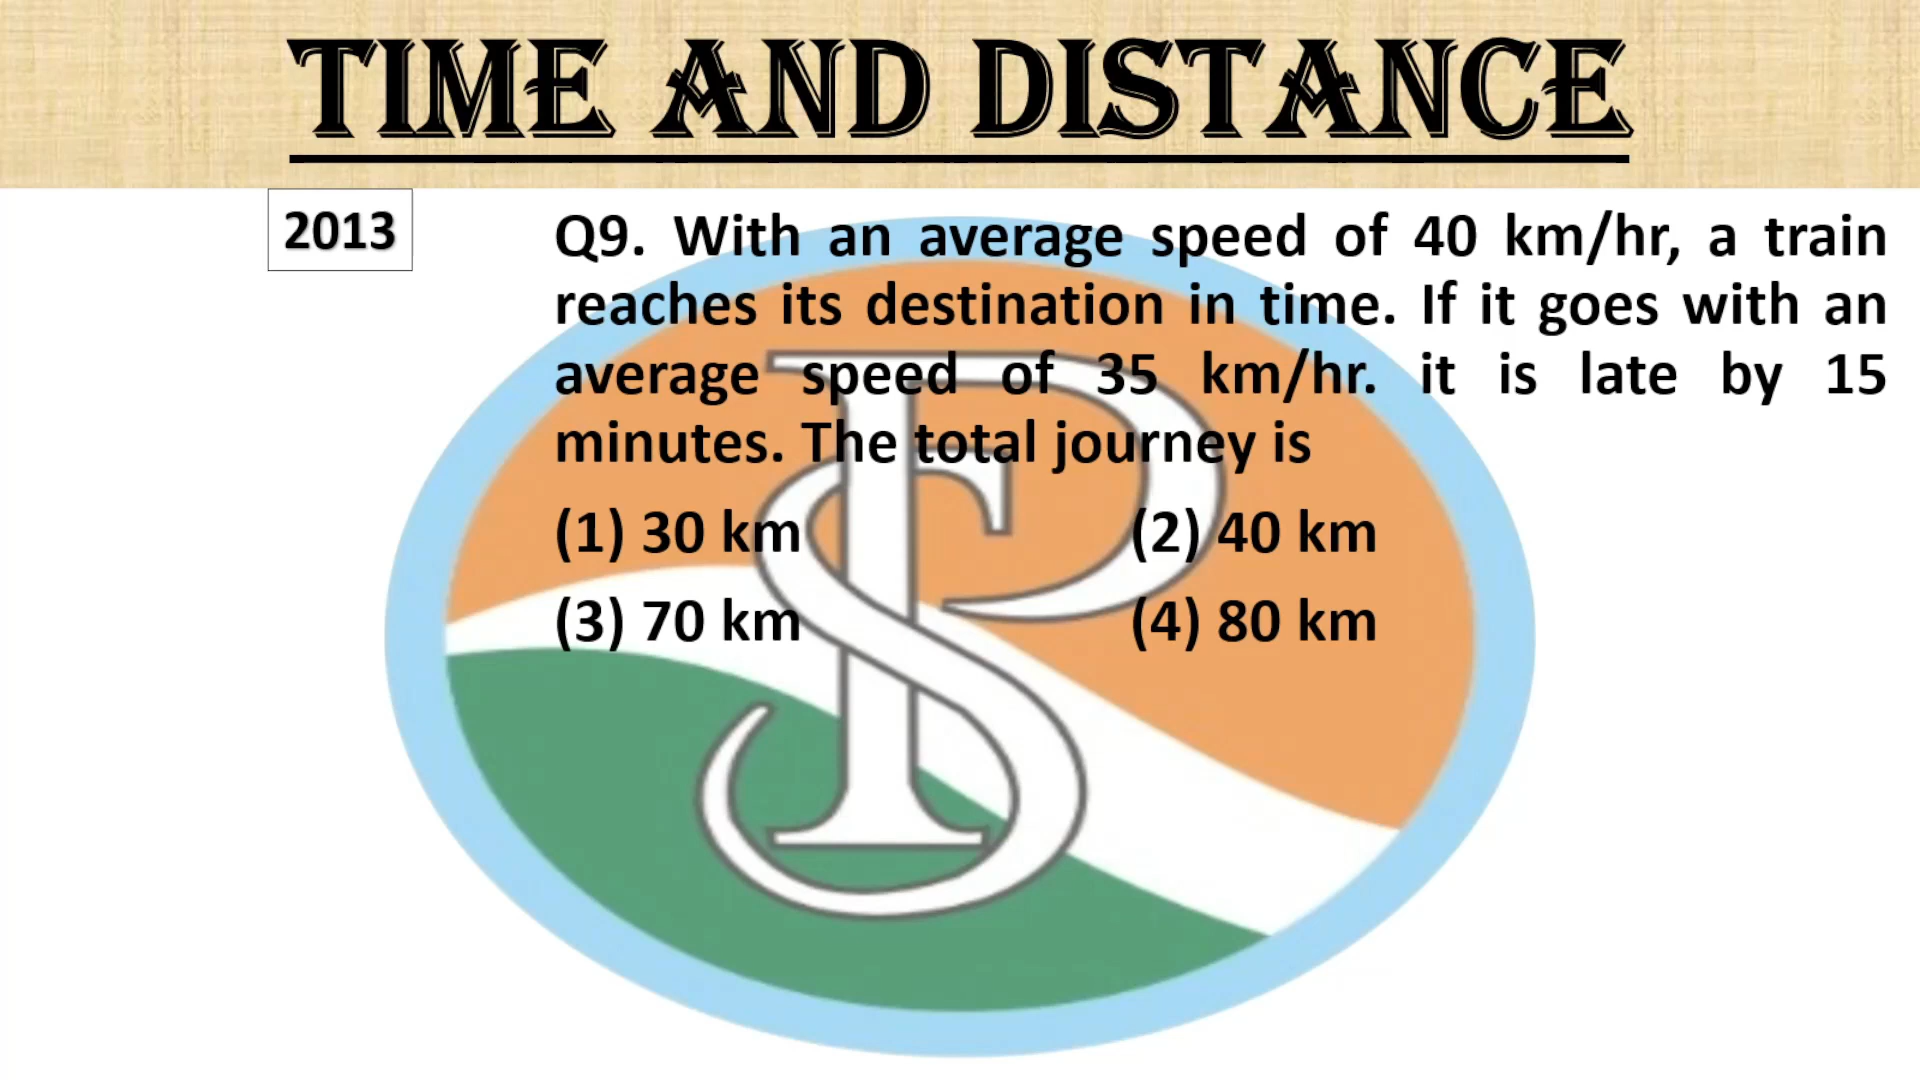 TIME AND DISTANCE
2013
Q9. With an average speed of 40 km/hr, a train
reaches its destination in time. If it goes with an
average speed of 35 km/hr. it is late by 15
minutes. The total journey is
(1) 30 km (2) 40 km
(3) 70 km (4) 80 km